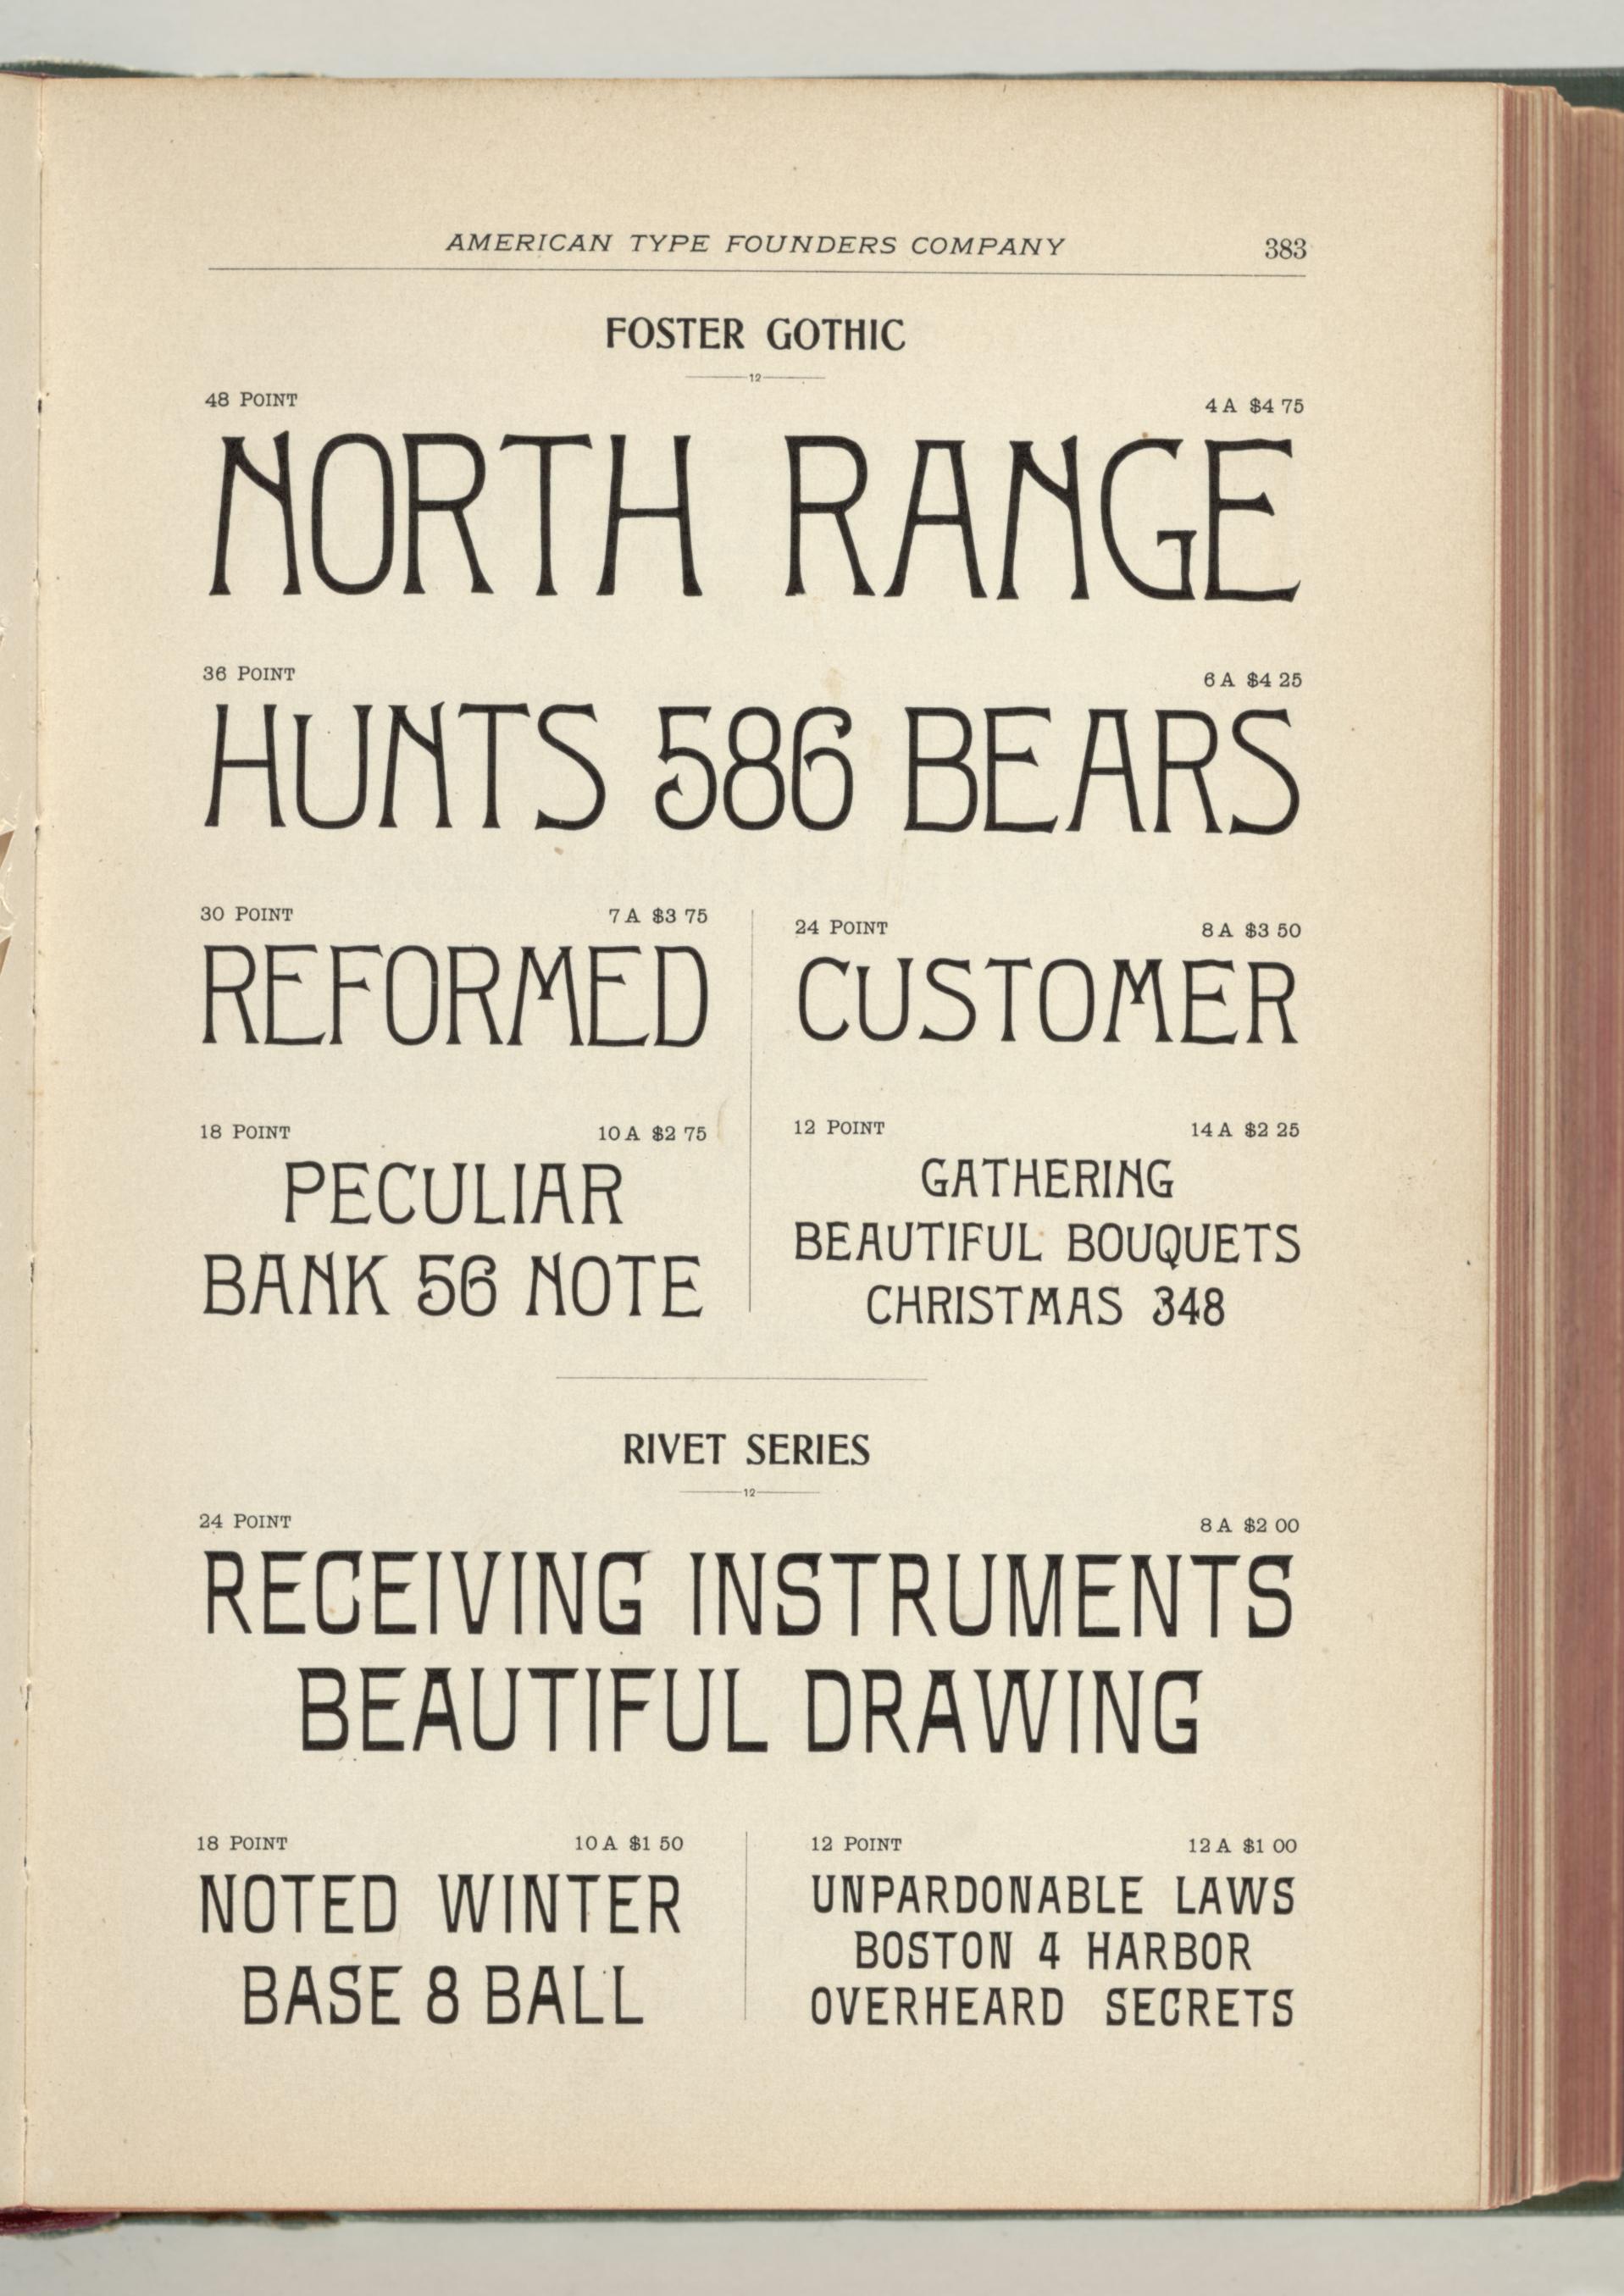 AMERICAN TYPE FOUNDERS COMPANY 383
FOSTER GOTHIC
12
48 POINT 4 A $4 75
NORTH RANGE
36 POINT 6 A $4 25
HUNTS 586 BEARS
30 POINT 7 A $3 75
REFORMED
24 POINT 8 A $3 50
CUSTOMER
18 POINT 10 A $2 75
PECULIAR
BANK 56 NOTE
12 POINT 14 A $2 25
GATHERING
BEAUTIFUL BOUQUETS
CHRISTMAS 348
RIVET SERIES
12
24 POINT 8 A $2 00
RECEIVING INSTRUMENTS
BEAUTIFUL DRAWING
18 POINT 10 A $1 50
NOTED WINTER
BASE 8 BALL
12 POINT 12 A $1 00
UNPARDONABLE LAWS
BOSTON 4 HARBOR
OVERHEARD SECRETS